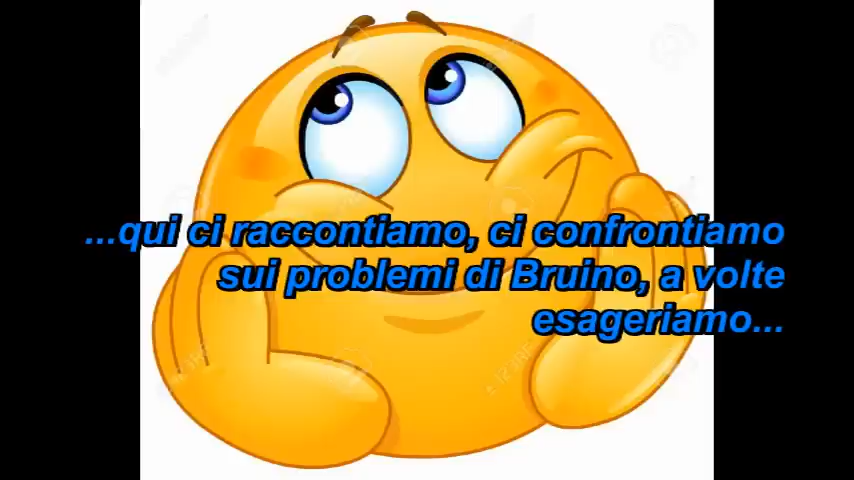 ...qui ci raccontiamo, ci confrontiamo
sui problemi di Bruino, a volte
esageriamo...